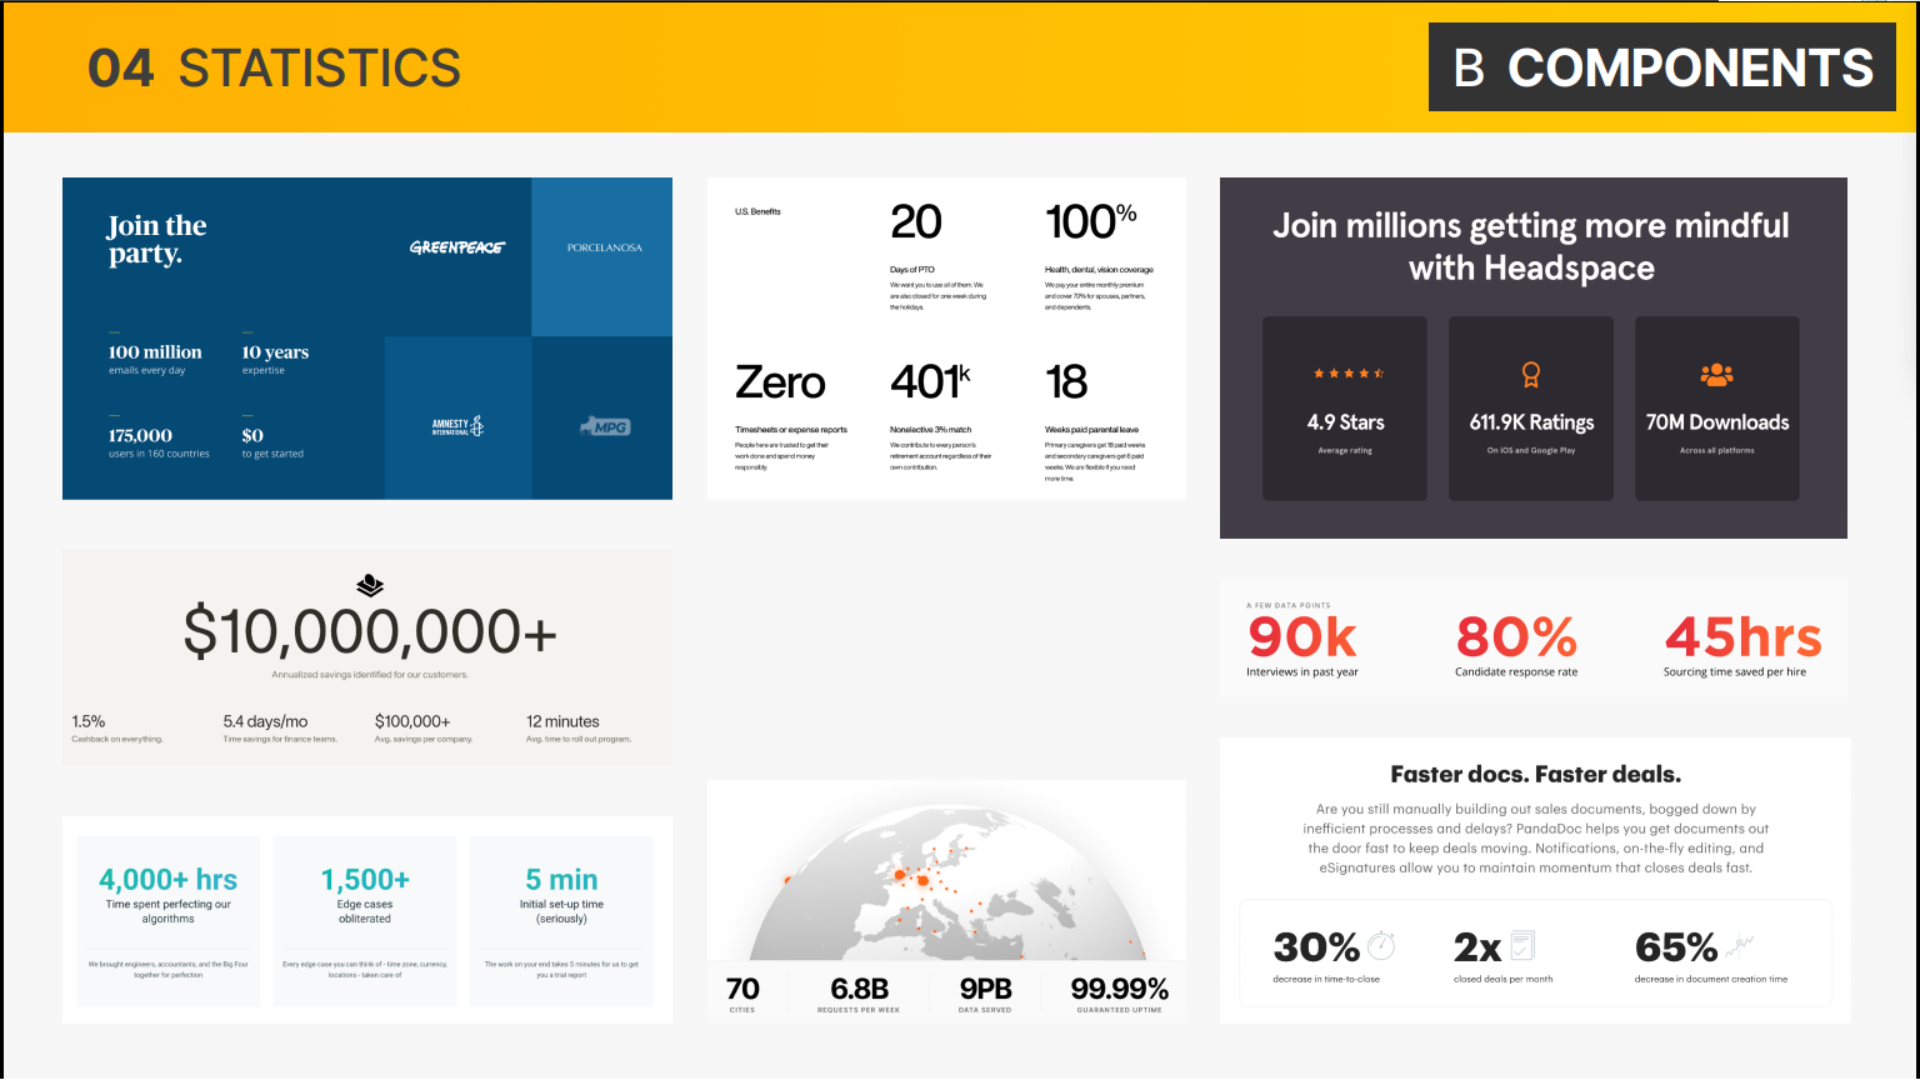 04 STATISTICS
B COMPONENTS
Join the
party.
GREENPEACE
PORCELANOSA
100 million
emails every day
10 years
expertise
175,000
users in 160 countries
$0
to get started
AMNESTY
INTERNATIONAL
MPG
U.S. Benefits
20
Days of PTO
We want you to use all of them. We
are also closed for one week during
the holidays.
100%
Health, dental, vision coverage
We pay your entire monthly premium
and cover 70% for spouses, partners,
and dependents.
Zero
Timesheets or expense reports
People here are trusted to get their
work done and spend money
responsibly.
401k
Nonelective 3% match
We contribute to every person's
retirement account regardless of their
own contribution.
18
Weeks paid parental leave
Primary caregivers get 18 paid weeks
and secondary caregivers get 6 paid
weeks. We are flexible if you need
more time.
Join millions getting more mindful
with Headspace
4.9 Stars
Average rating
611.9K Ratings
On iOS and Google Play
70M Downloads
Across all platforms
$10,000,000+
Annualized savings identified for our customers.
1.5%
Cashback on everything.
5.4 days/mo
Time savings for finance teams.
$100,000+
Avg. savings per company.
12 minutes
Avg. time to roll out program.
A FEW DATA POINTS
90k
Interviews in past year
80%
Candidate response rate
45hrs
Sourcing time saved per hire
4,000+ hrs
Time spent perfecting our
algorithms
We brought engineers, accountants, and the Big Four
together for perfection
1,500+
Edge cases
obliterated
Every edge case you can think of - time zone, currency,
locations - taken care of
5 min
Initial set-up time
(seriously)
The work on your end takes 5 minutes for us to get
you a trial report
70
CITIES
6.8B
REQUESTS PER WEEK
9PB
DATA SERVED
99.99%
GUARANTEED UPTIME
Faster docs. Faster deals.
Are you still manually building out sales documents, bogged down by
inefficient processes and delays? PandaDoc helps you get documents out
the door fast to keep deals moving. Notifications, on-the-fly editing, and
eSignatures allow you to maintain momentum that closes deals fast.
30%
decrease in time-to-close
2x
closed deals per month
65%
decrease in document creation time